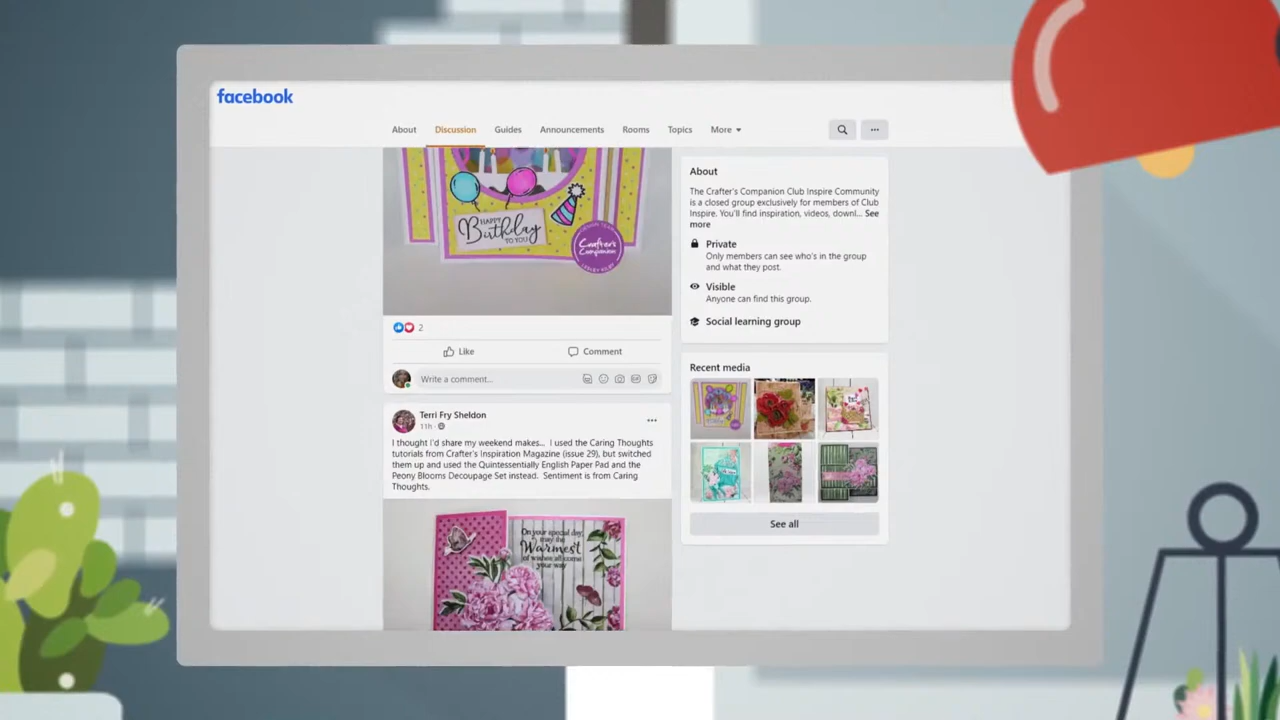 facebook
About Discussion Guides Announcements Rooms Topics More
HAPPY
Birthday
TO YOU
Crafter's
Companion
2
Like Comment
Write a comment...
Terri Fry Sheldon
11h
I thought I'd share my weekend makes... I used the Caring Thoughts
tutorials from Crafter's Inspiration Magazine (issue 29), but switched
them up and used the Quintessentially English Paper Pad and the
Peony Blooms Decoupage Set instead. Sentiment is from Caring
Thoughts.
On your special day
may the
Warmest
of wishes all come
your way
About
The Crafter's Companion Club Inspire Community
is a closed group exclusively for members of Club
Inspire. You'll find inspiration, videos, downl... See
more
Private
Only members can see who's in the group
and what they post.
Visible
Anyone can find this group.
Social learning group
Recent media
See all